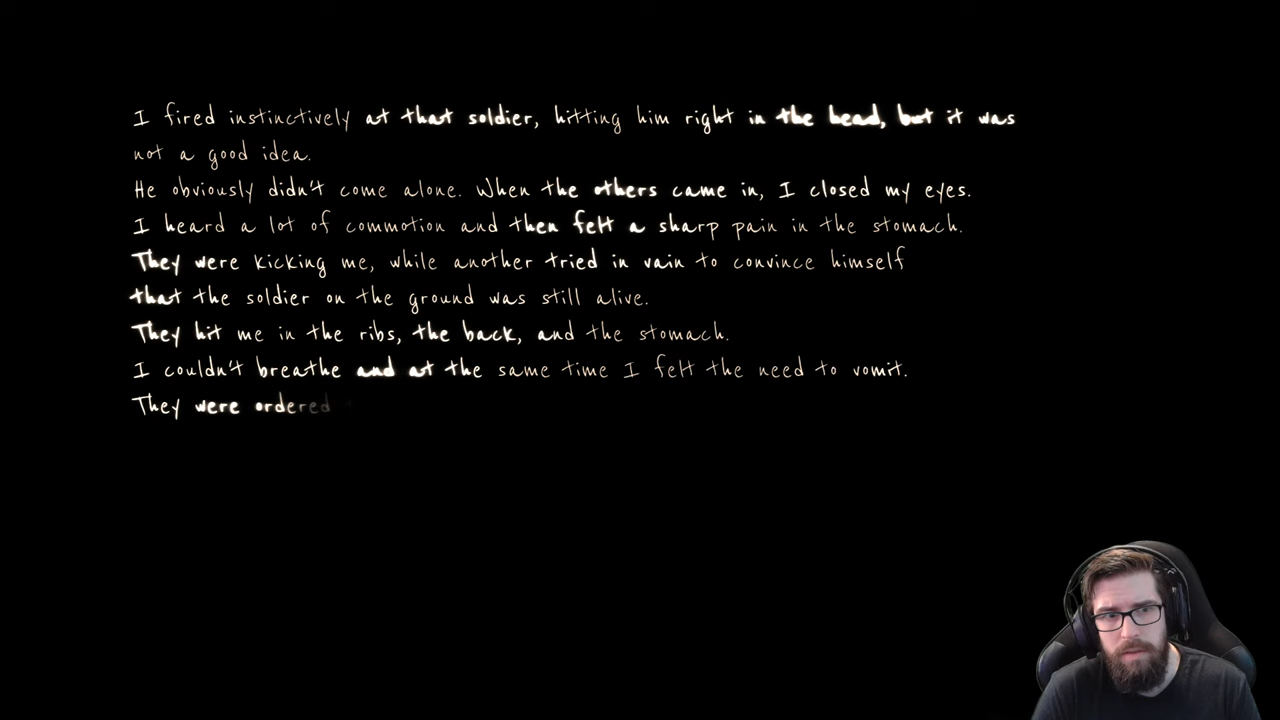 I fired instinctively at that soldier, hitting him right in the head, but it was
not a good idea.
He obviously didn't come alone. When the others came in, I closed my eyes.
I heard a lot of commotion and then felt a sharp pain in the stomach.
They were kicking me, while another tried in vain to convince himself
that the soldier on the ground was still alive.
They hit me in the ribs, the back, and the stomach.
I couldn't breathe and at the same time I felt the need to vomit.
They were ordered